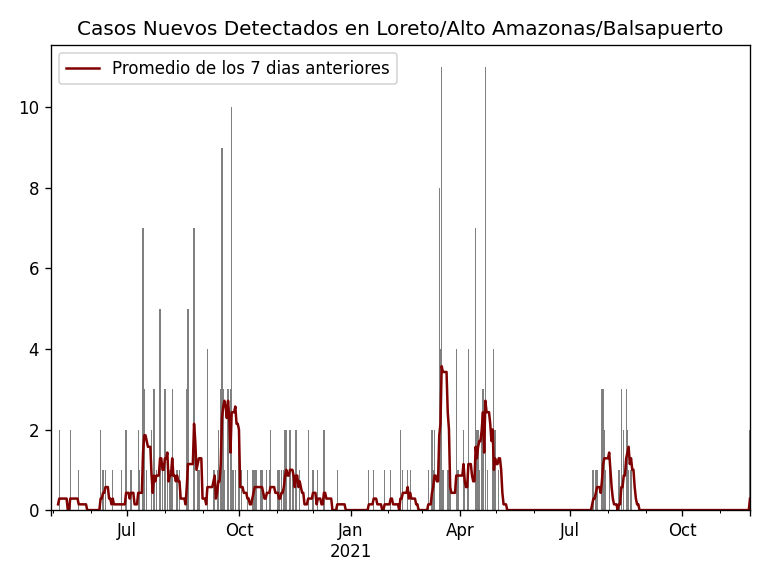 Casos Nuevos Detectados en Loreto/Alto Amazonas/Balsapuerto
Promedio de los 7 dias anteriores
10
8
6
4
2
0
Jul Oct Jan Apr Jul Oct
2021